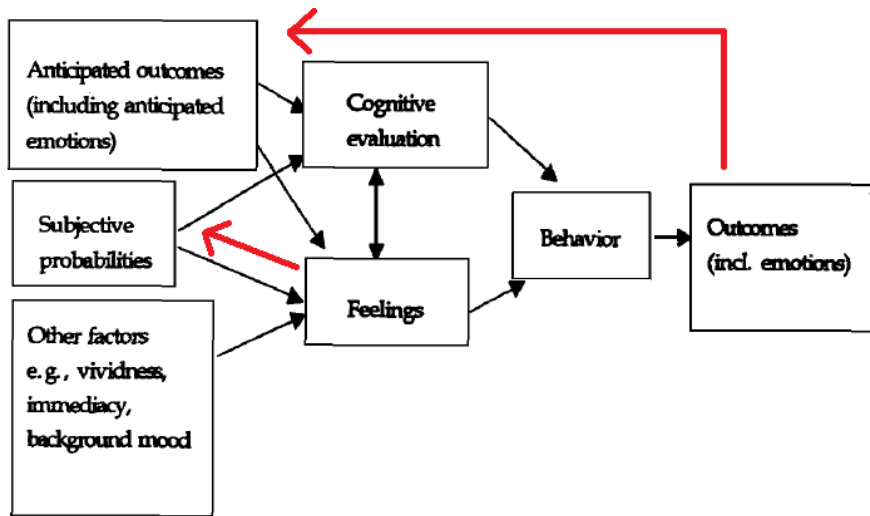 Anticipated outcomes
(including anticipated
emotions)
Cognitive
evaluation
Subjective
probabilities
Behavior
Outcomes
(incl. emotions)
Feelings
Other factors
e.g., vividness,
immediacy,
background mood